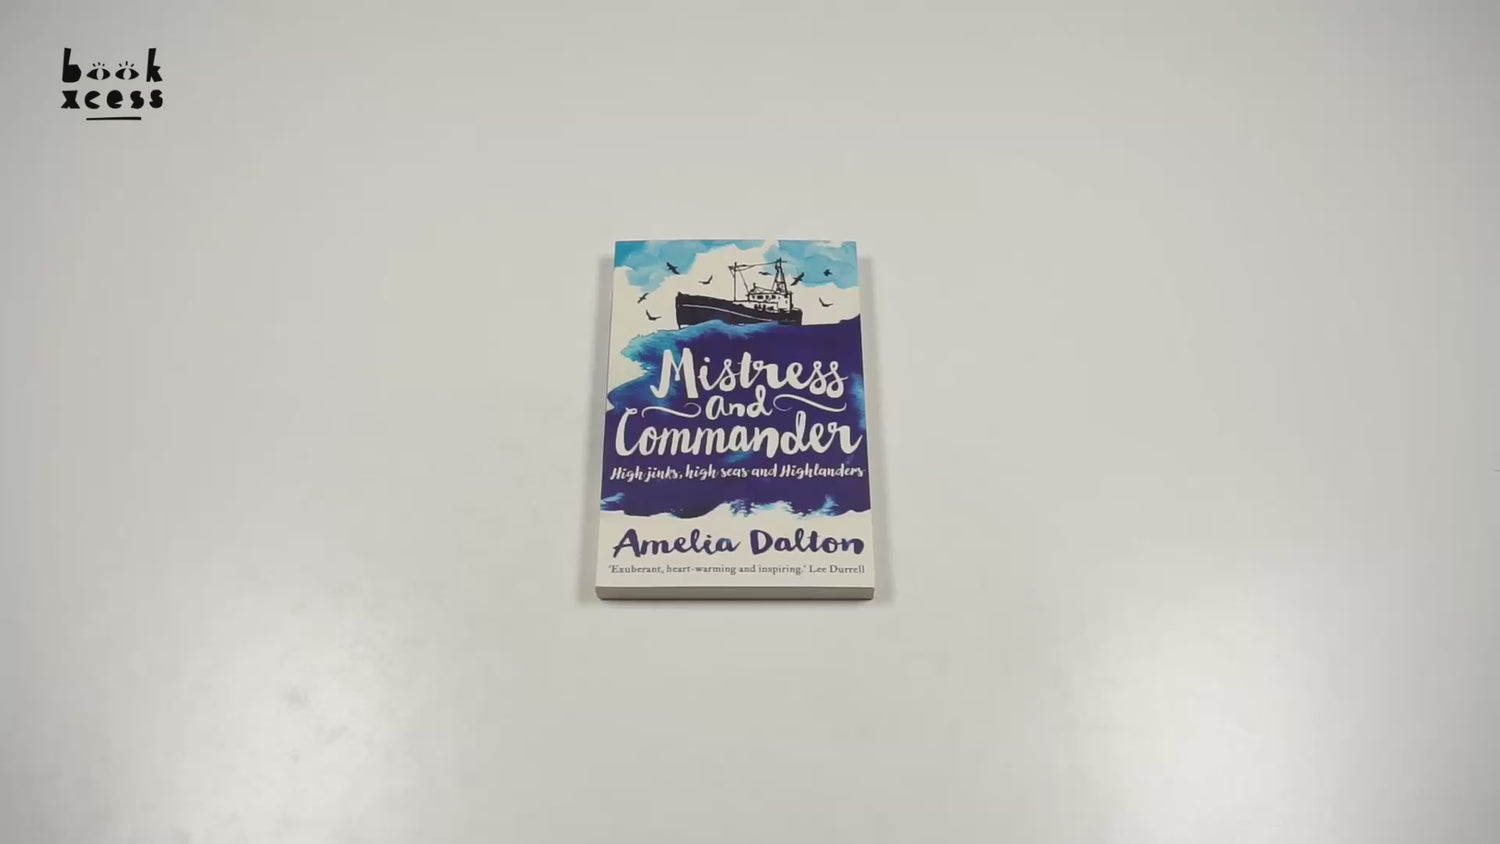 book
xcess
Mistress
and
Commander
High jinks, high seas and Highlanders
Amelia Dalton
'Exuberant, heart-warming and inspiring.' Lee Durrell